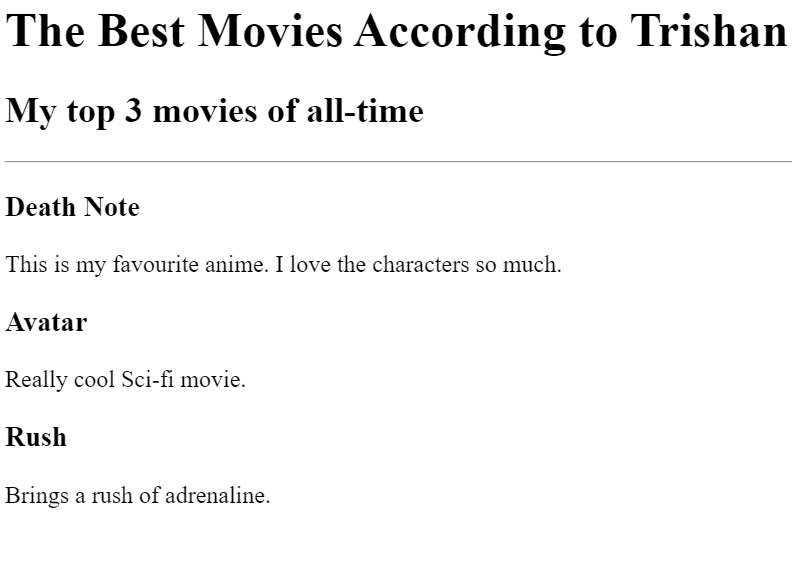 The Best Movies According to Trishan
My top 3 movies of all-time
Death Note
This is my favourite anime. I love the characters so much.
Avatar
Really cool Sci-fi movie.
Rush
Brings a rush of adrenaline.